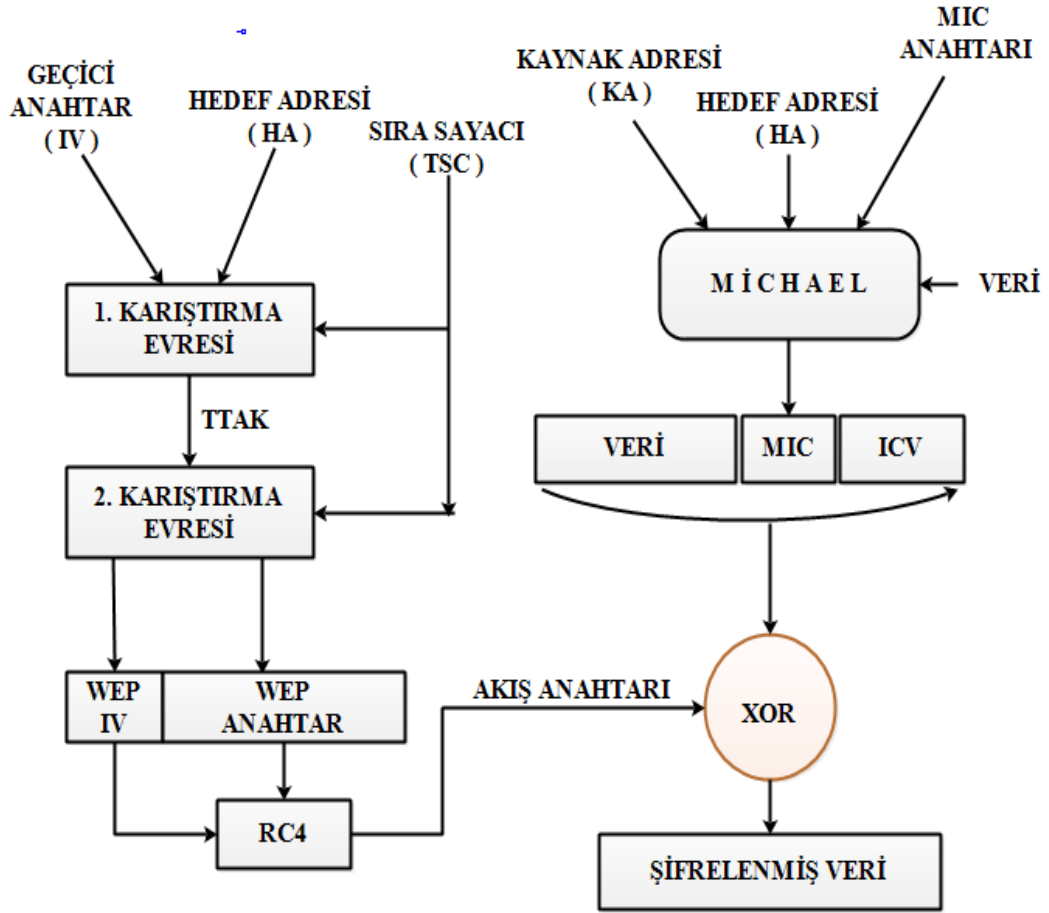 GEÇİCİ
ANAHTAR
( IV )
HEDEF ADRESİ
( HA )
SIRA SAYACI
( TSC )
KAYNAK ADRESİ
( KA )
HEDEF ADRESİ
( HA )
MIC
ANAHTARI
1. KARIŞTIRMA
EVRESİ
M İ C H A E L
VERİ
TTAK
VERİ
MIC
ICV
2. KARIŞTIRMA
EVRESİ
WEP
IV
WEP
ANAHTAR
AKIŞ ANAHTARI
XOR
RC4
ŞİFRELENMİŞ VERİ